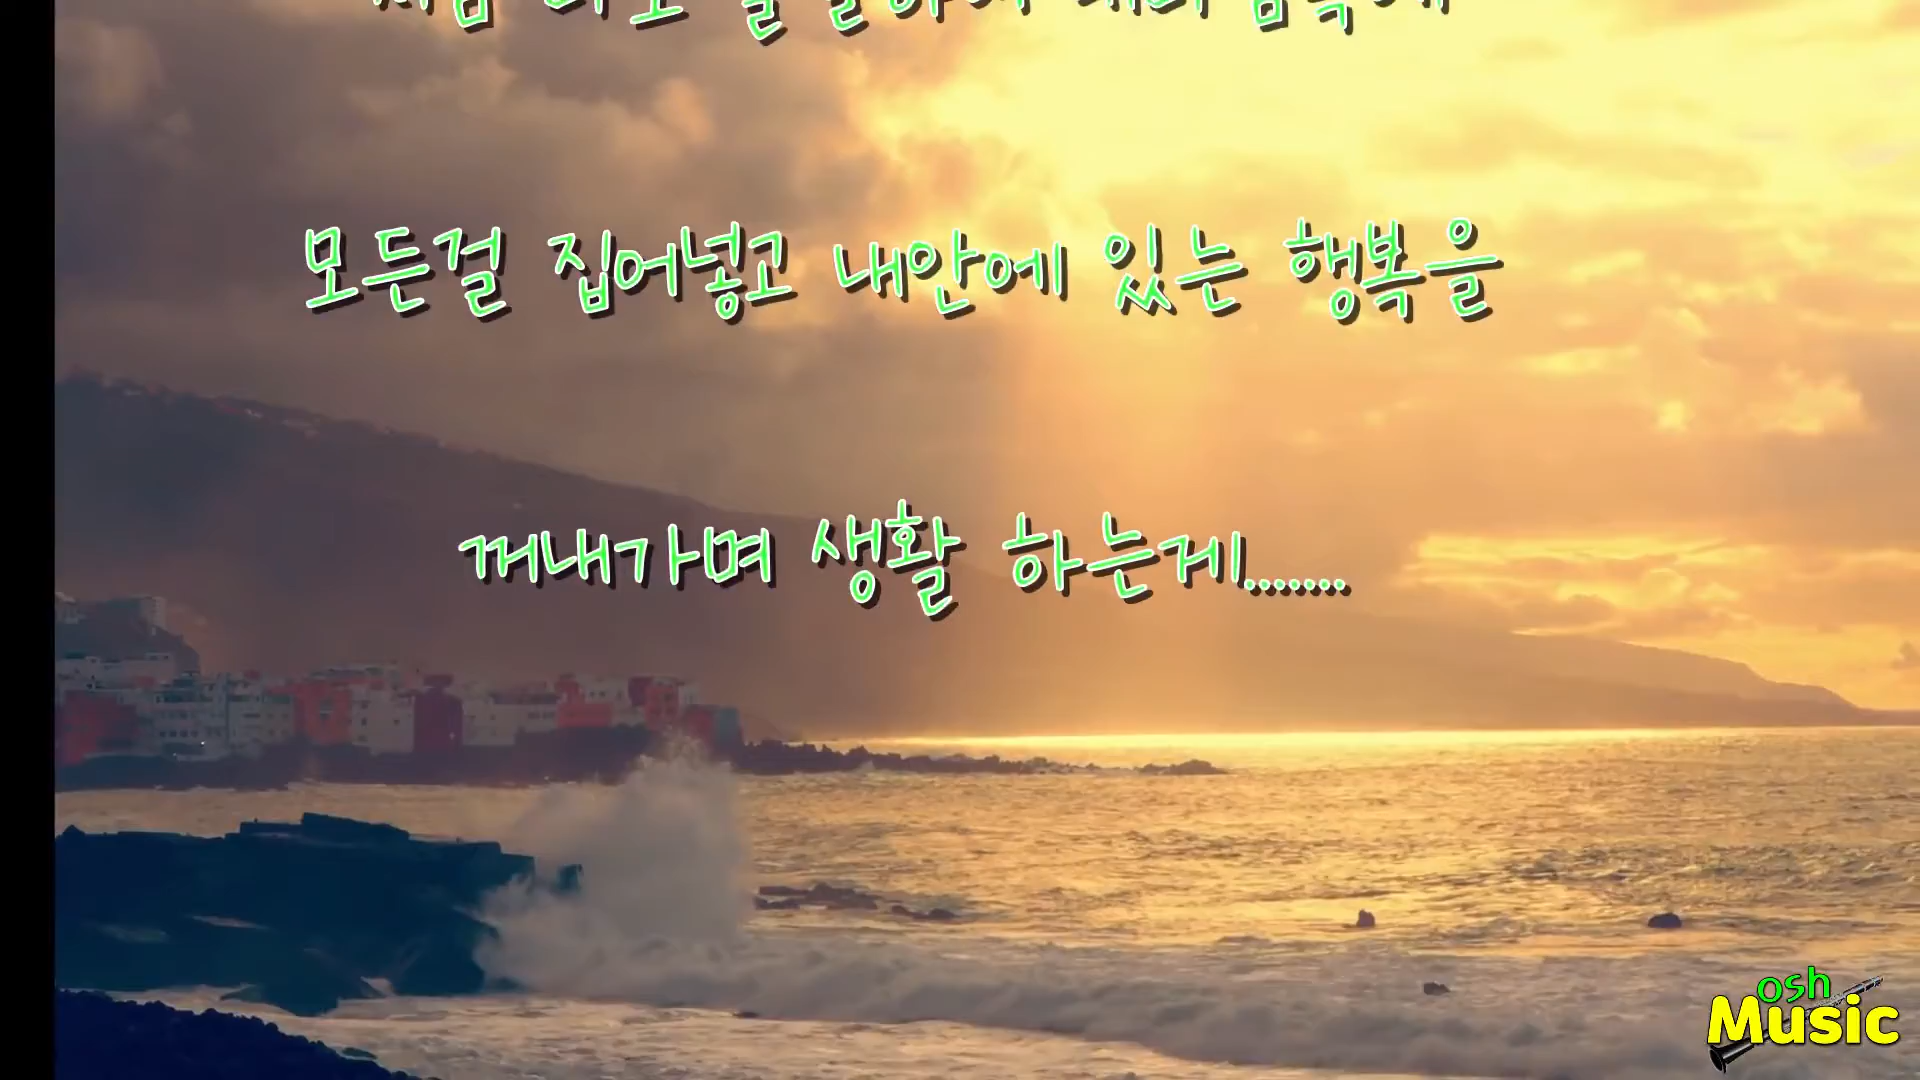 모든걸 집어넣고 내안에 있는 행복을
꺼내가며 생활 하는게.......
osh
Music